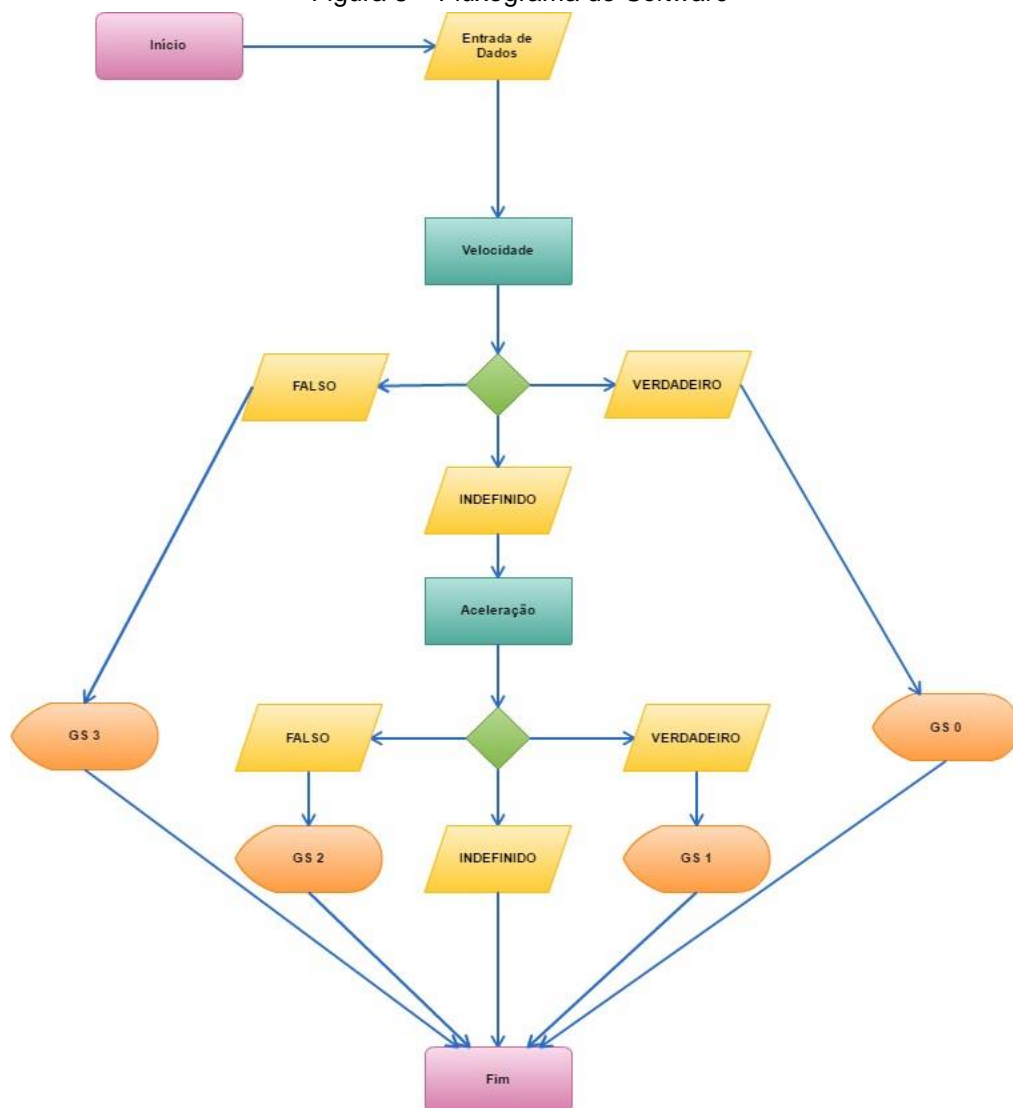 Início
Entrada de
Dados
Velocidade
FALSO
VERDADEIRO
INDEFINIDO
Aceleração
GS 3
FALSO
VERDADEIRO
GS 0
GS 2
INDEFINIDO
GS 1
Fim